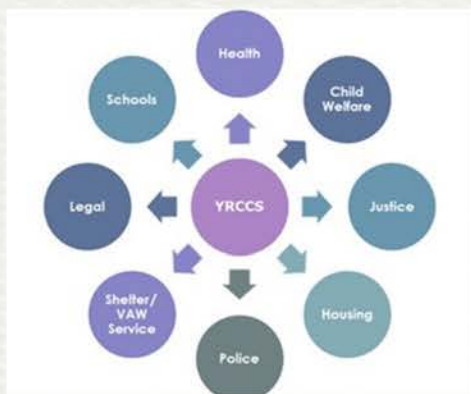 Health
Child
Welfare
Schools
YRCCS
Legal
Justice
Shelter/
VAW
Service
Housing
Police